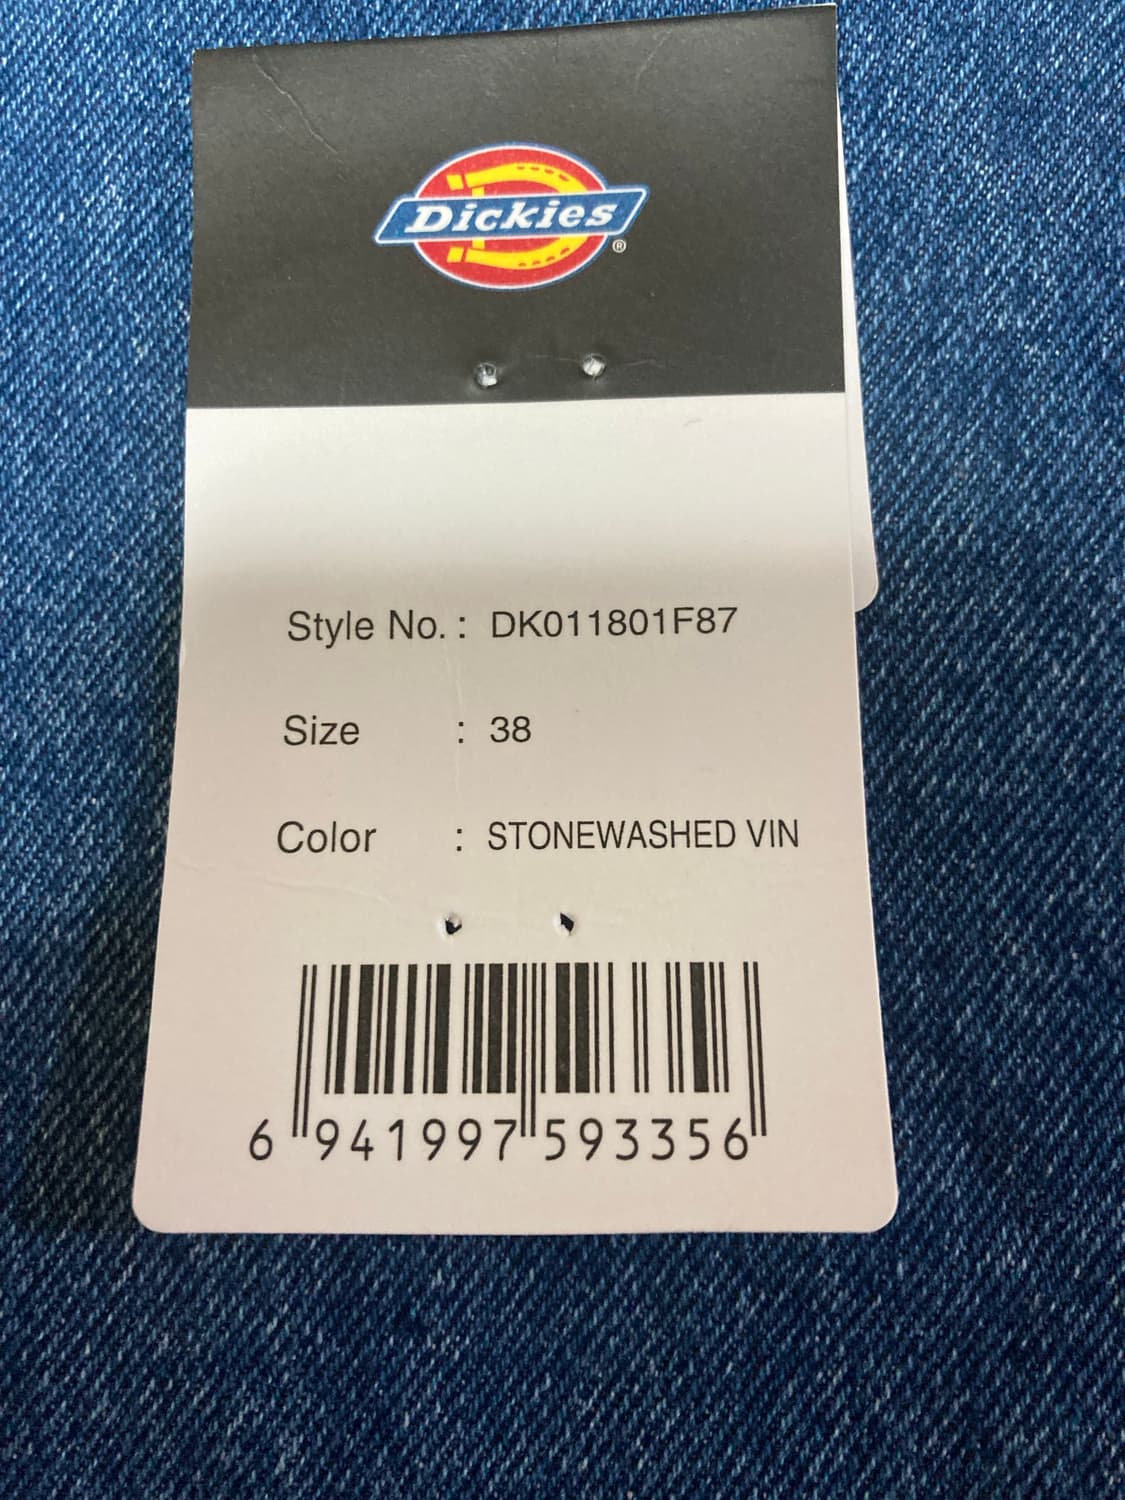 Dickies
®
Style No. : DK011801F87
Size : 38
Color : STONEWASHED VIN
6 941997 593356